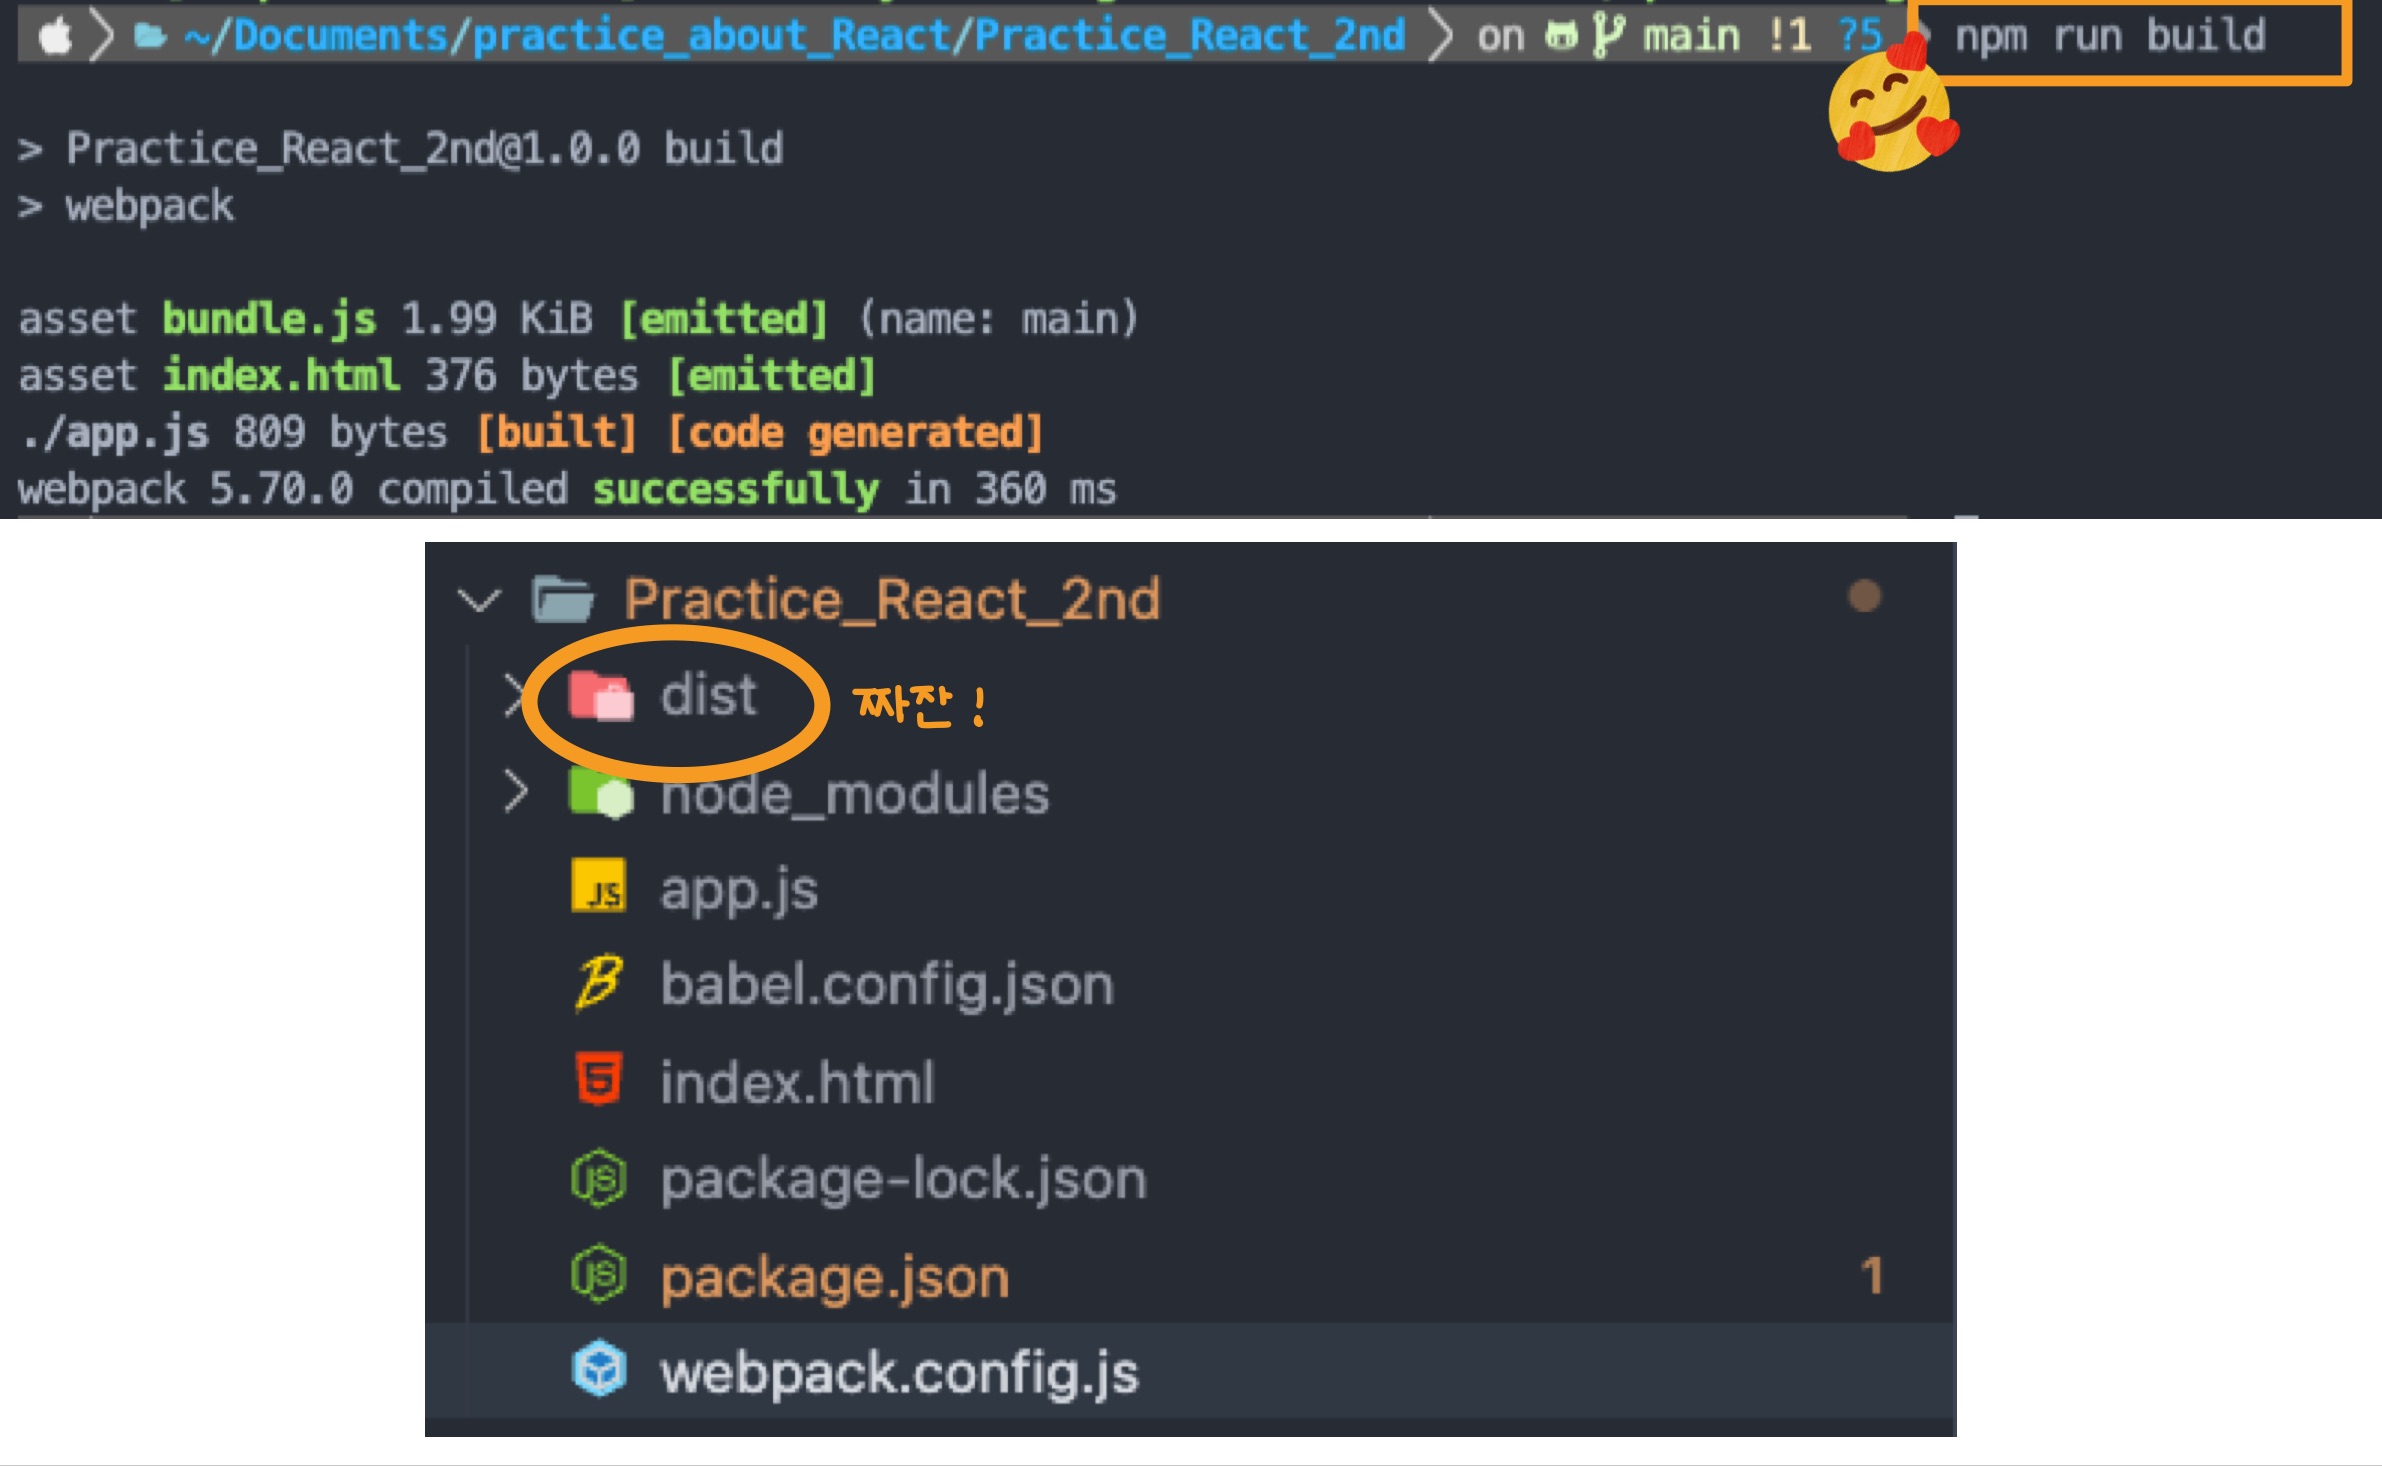 ~/Documents/practice_about_React/Practice_React_2nd on main !1 ?5 npm run build
> Practice_React_2nd@1.0.0 build
> webpack
asset bundle.js 1.99 KiB [emitted] (name: main)
asset index.html 376 bytes [emitted]
./app.js 809 bytes [built] [code generated]
webpack 5.70.0 compiled successfully in 360 ms
Practice_React_2nd
dist 짜잔!
node_modules
JS app.js
babel.config.json
index.html
package-lock.json
package.json 1
webpack.config.js